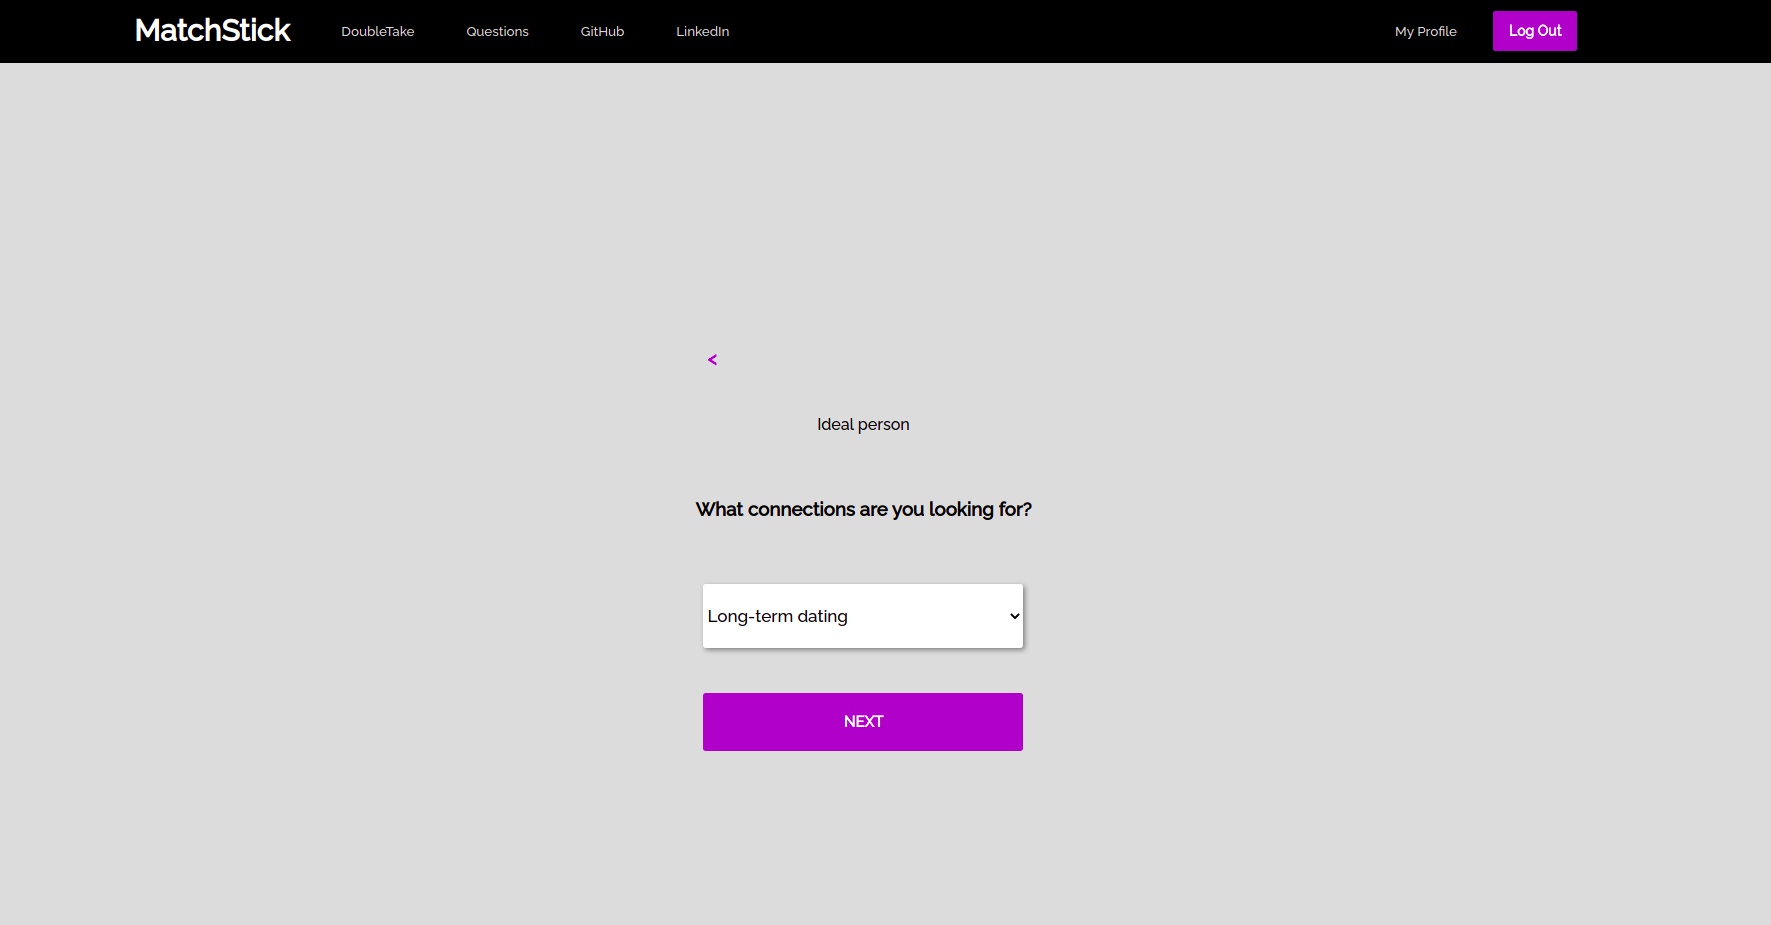 MatchStick DoubleTake Questions GitHub LinkedIn My Profile Log Out
<
Ideal person
What connections are you looking for?
Long-term dating
NEXT